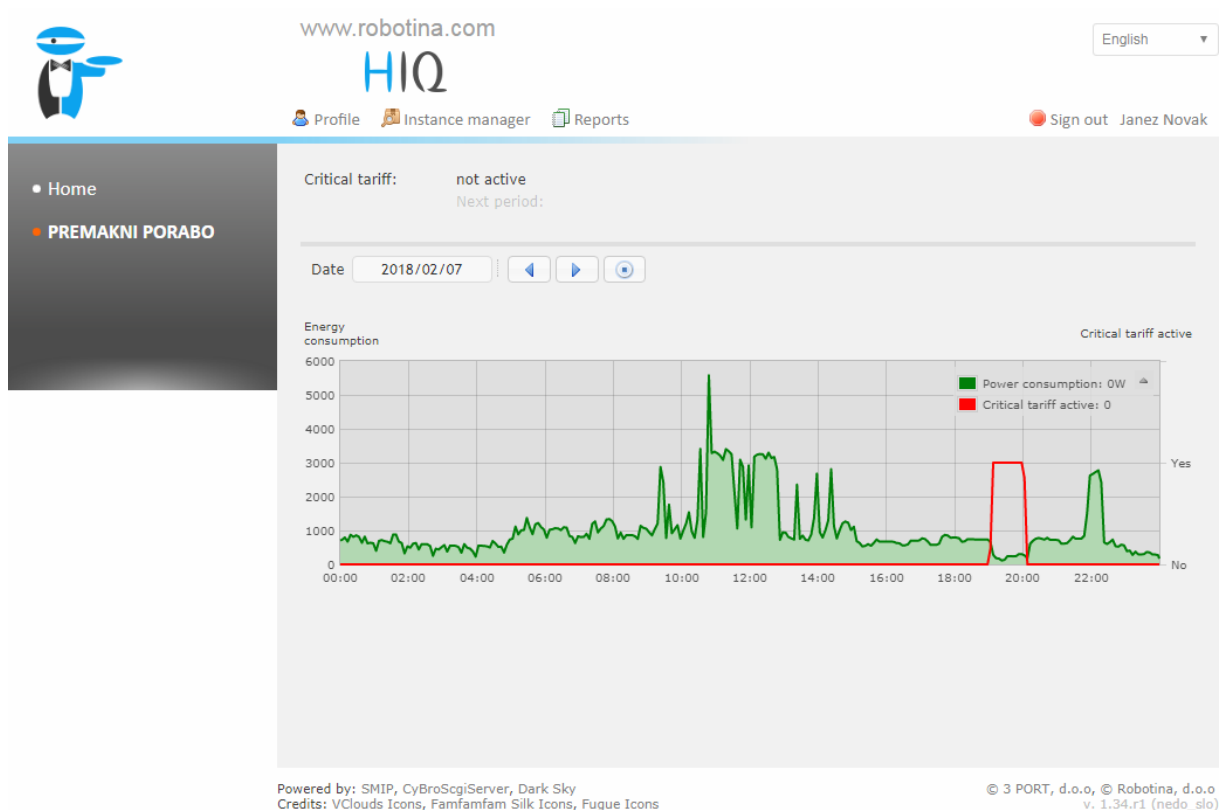 www.robotina.com
English
HIQ
Profile Instance manager Reports
Sign out Janez Novak
Home
PREMAKNI PORABO
Critical tariff: not active
Next period:
Date 2018/02/07
Energy
consumption
Critical tariff active
6000
5000
4000
3000
2000
1000
0
Power consumption: 0W
Critical tariff active: 0
Yes
No
00:00 02:00 04:00 06:00 08:00 10:00 12:00 14:00 16:00 18:00 20:00 22:00
Powered by: SMIP, CyBroScgiServer, Dark Sky
Credits: VClouds Icons, Famfamfam Silk Icons, Fugue Icons
© 3 PORT, d.o.o, © Robotina, d.o.o
v. 1.34.r1 (nedo_slo)